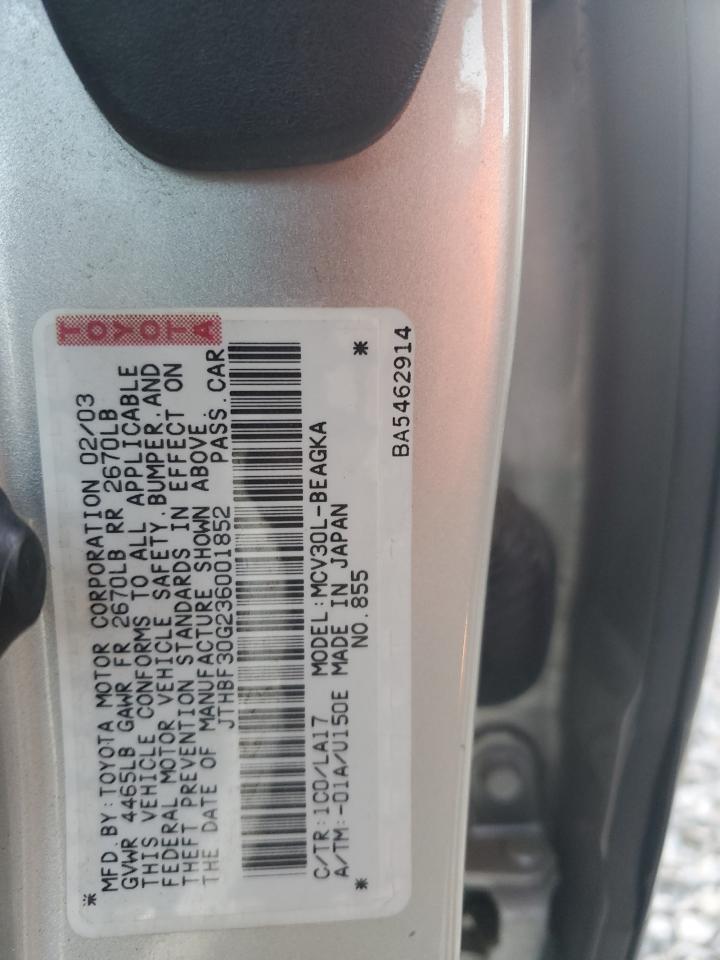 TOYOTA
*MFD.BY:TOYOTA MOTOR CORPORATION 02/03
GVWR 4465LB GAWR FR 2670LB RR 2670LB
THIS VEHICLE CONFORMS TO ALL APPLICABLE
FEDERAL MOTOR VEHICLE SAFETY,BUMPER,AND
THEFT PREVENTION STANDARDS IN EFFECT ON
THE DATE OF MANUFACTURE SHOWN ABOVE.
JTHBF30G236001852 PASS.CAR
C/TR:1C0/LA17 MODEL:MCV30L-BEAGKA
A/TM:-01A/U150E MADE IN JAPAN
* NO.855 *
BA5462914